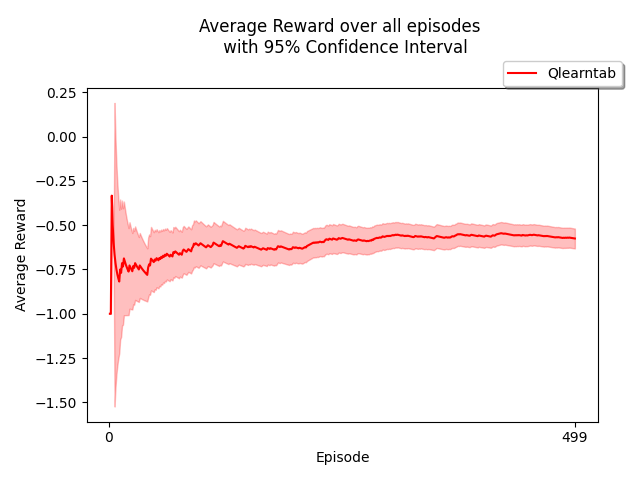 Average Reward over all episodes
with 95% Confidence Interval
Qlearntab
0.25
0.00
−0.25
−0.50
−0.75
−1.00
−1.25
−1.50
Average Reward
0
499
Episode